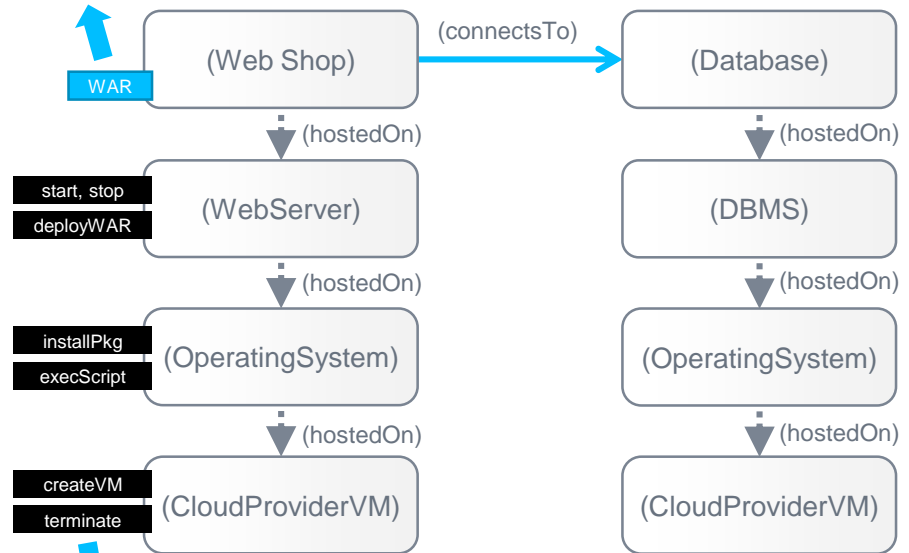 (connectsTo)
(Web Shop)
(Database)
WAR
(hostedOn)
(hostedOn)
start, stop
deployWAR
(WebServer)
(DBMS)
(hostedOn)
(hostedOn)
installPkg
execScript
(OperatingSystem)
(OperatingSystem)
(hostedOn)
(hostedOn)
createVM
terminate
(CloudProviderVM)
(CloudProviderVM)